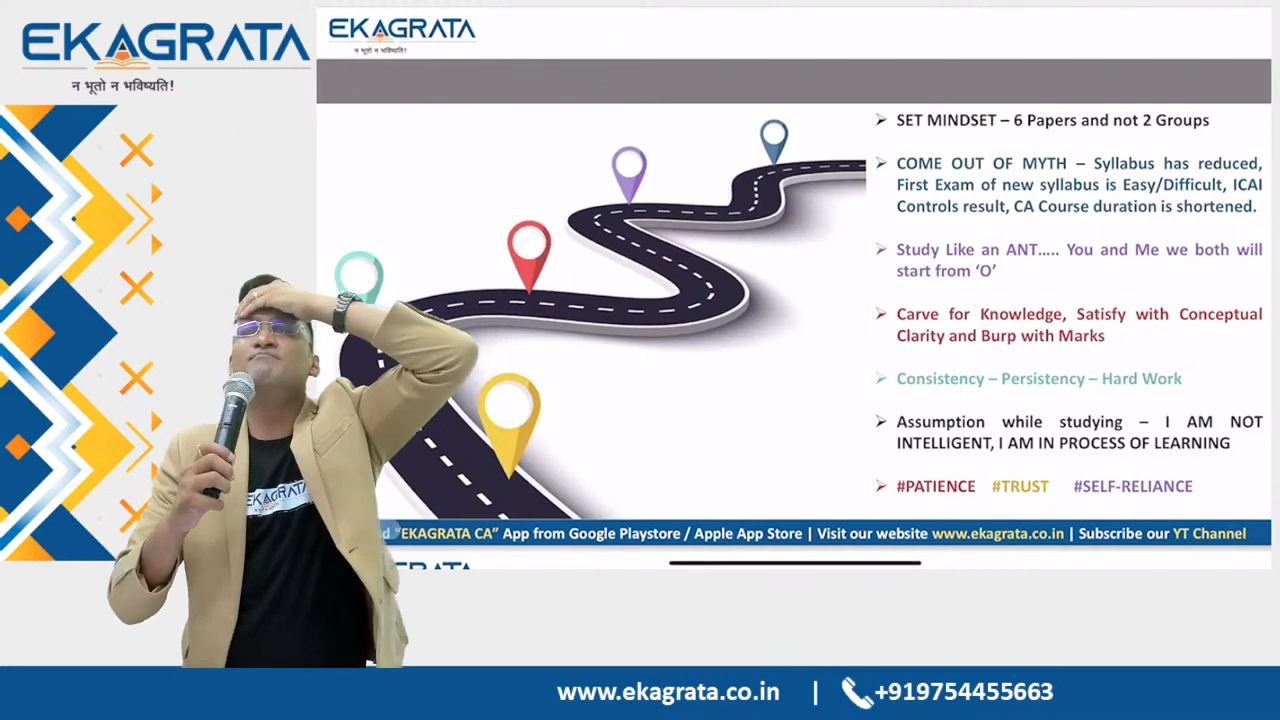 EKAGRATA
न भूतो न भविष्यति!
EKAGRATA
न भूतो न भविष्यति!
SET MINDSET – 6 Papers and not 2 Groups
COME OUT OF MYTH – Syllabus has reduced,
First Exam of new syllabus is Easy/Difficult, ICAI
Controls result, CA Course duration is shortened.
Study Like an ANT….. You and Me we both will
start from ‘O’
Carve for Knowledge, Satisfy with Conceptual
Clarity and Burp with Marks
Consistency – Persistency – Hard Work
Assumption while studying – I AM NOT
INTELLIGENT, I AM IN PROCESS OF LEARNING
#PATIENCE #TRUST #SELF-RELIANCE
EKAGRATA
"EKAGRATA CA" App from Google Playstore / Apple App Store | Visit our website www.ekagrata.co.in | Subscribe our YT Channel
www.ekagrata.co.in | +919754455663